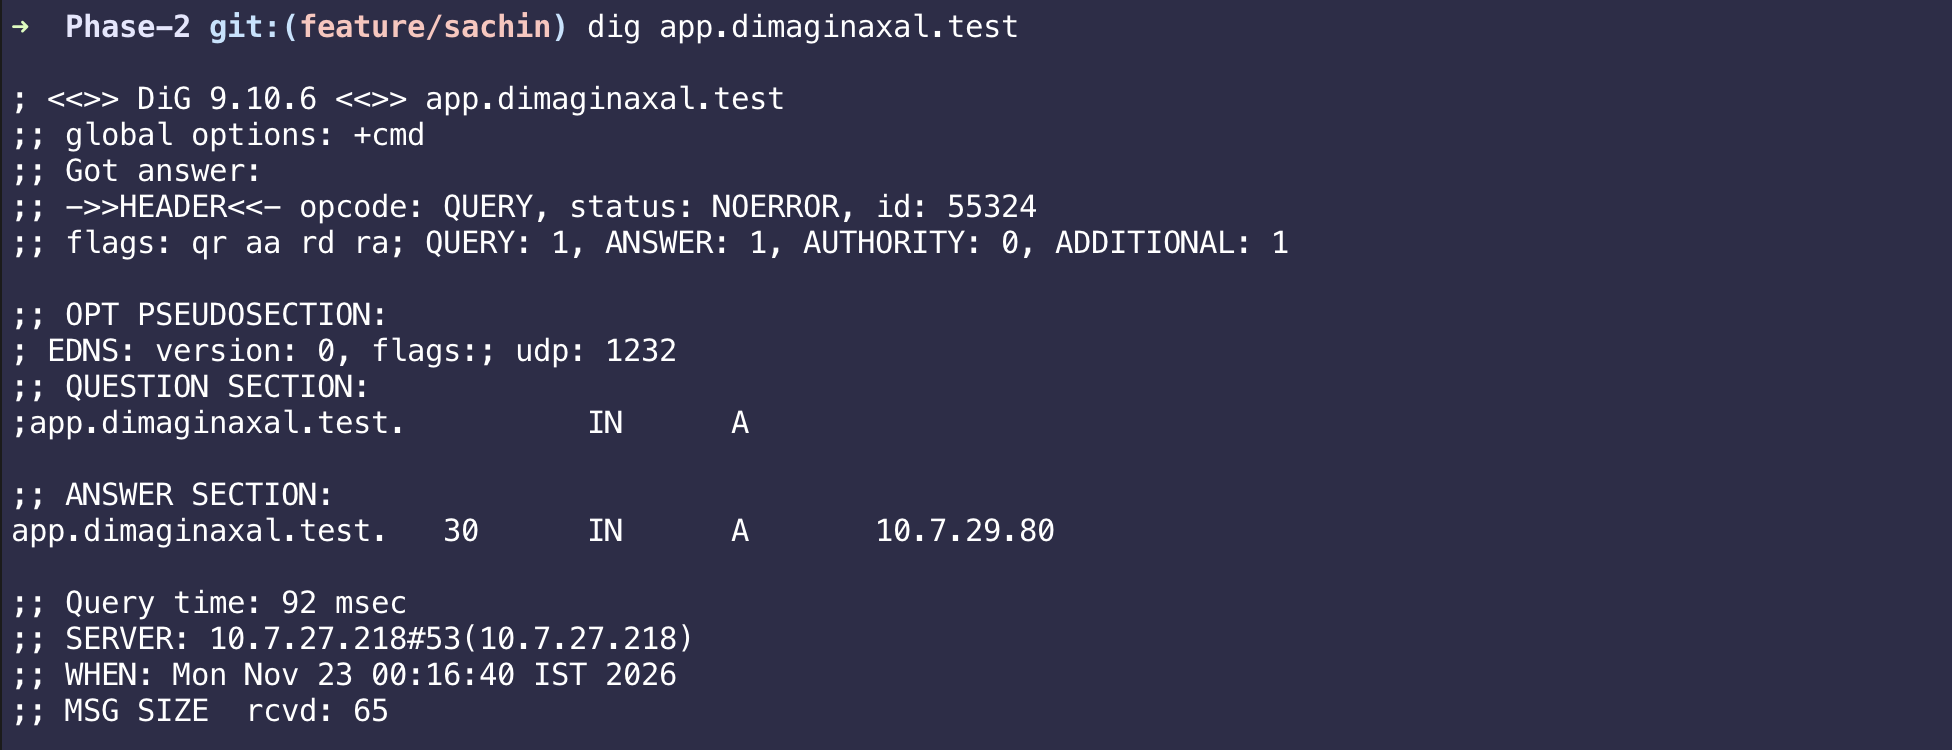 ➜  Phase-2 git:(feature/sachin) dig app.dimaginaxal.test
; <<>> DiG 9.10.6 <<>> app.dimaginaxal.test
;; global options: +cmd
;; Got answer:
;; ->>HEADER<<- opcode: QUERY, status: NOERROR, id: 55324
;; flags: qr aa rd ra; QUERY: 1, ANSWER: 1, AUTHORITY: 0, ADDITIONAL: 1
;; OPT PSEUDOSECTION:
; EDNS: version: 0, flags:; udp: 1232
;; QUESTION SECTION:
;app.dimaginaxal.test.          IN      A
;; ANSWER SECTION:
app.dimaginaxal.test.   30      IN      A       10.7.29.80
;; Query time: 92 msec
;; SERVER: 10.7.27.218#53(10.7.27.218)
;; WHEN: Mon Nov 23 00:16:40 IST 2026
;; MSG SIZE  rcvd: 65